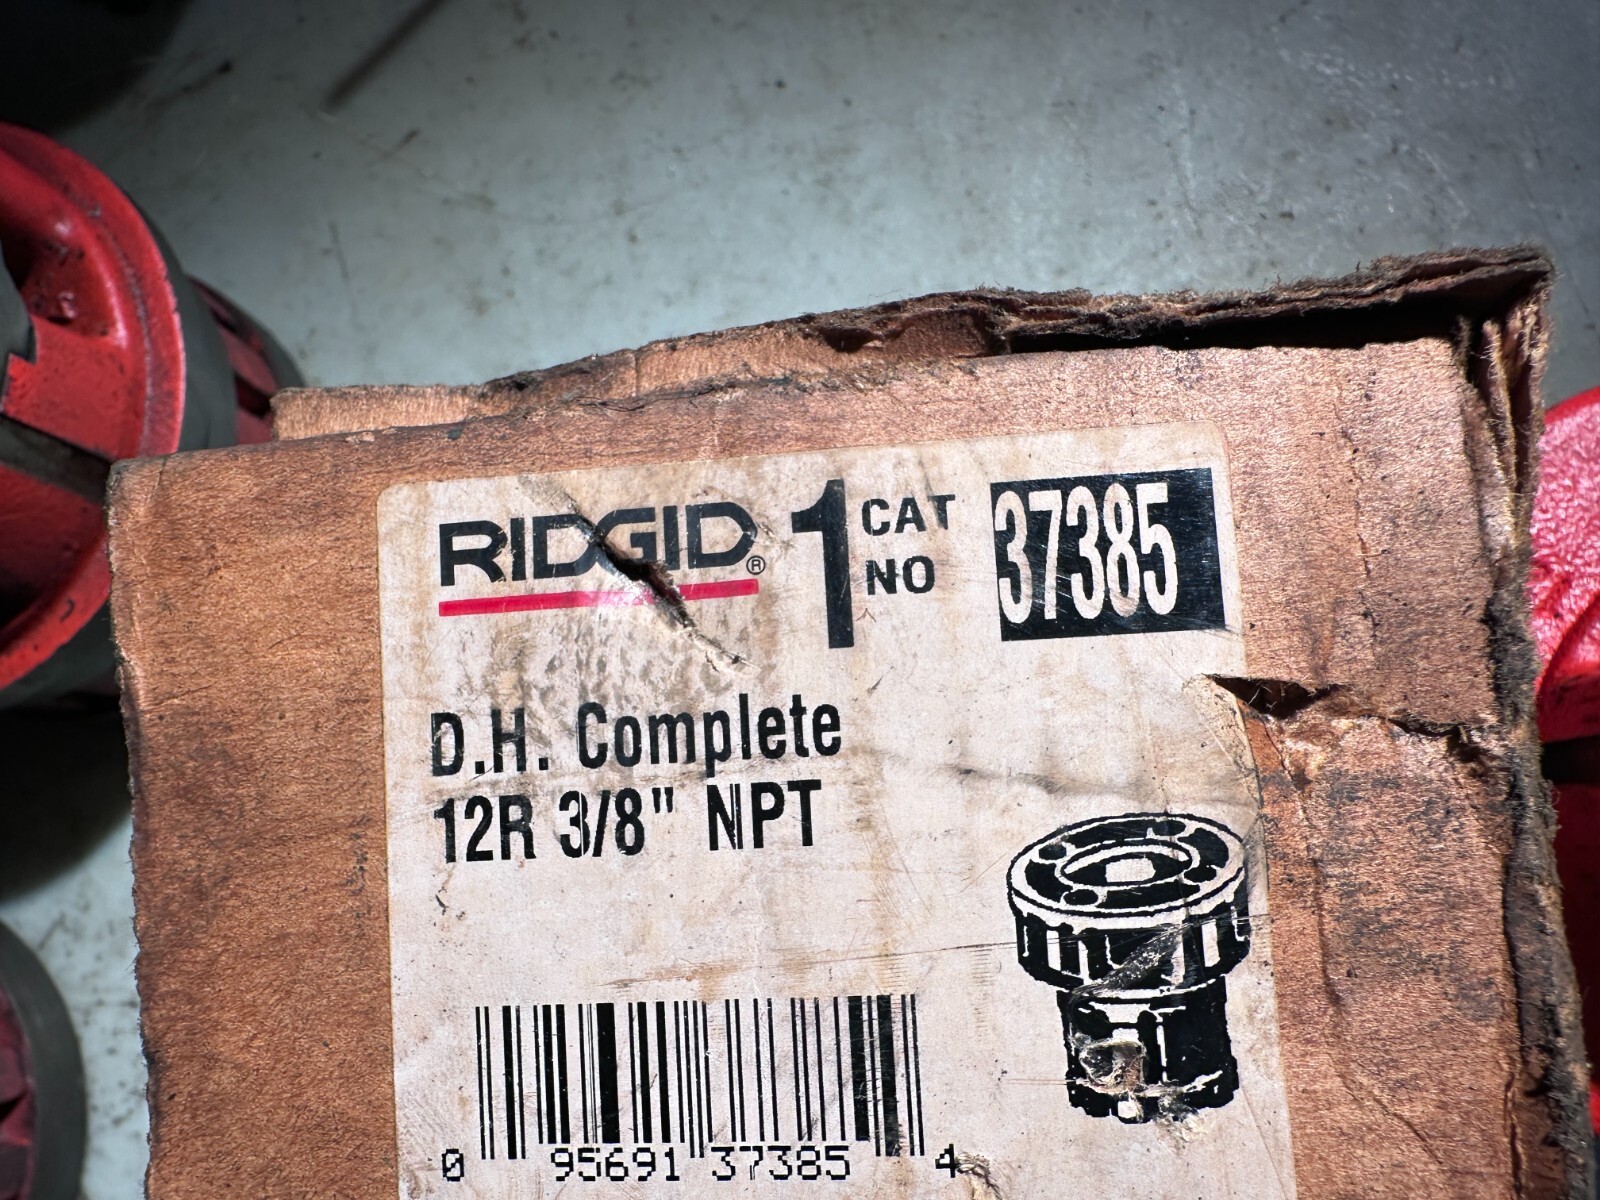 RIDGID® 1 CAT NO 37385
D.H. Complete
12R 3/8" NPT
0 95691 37385 4